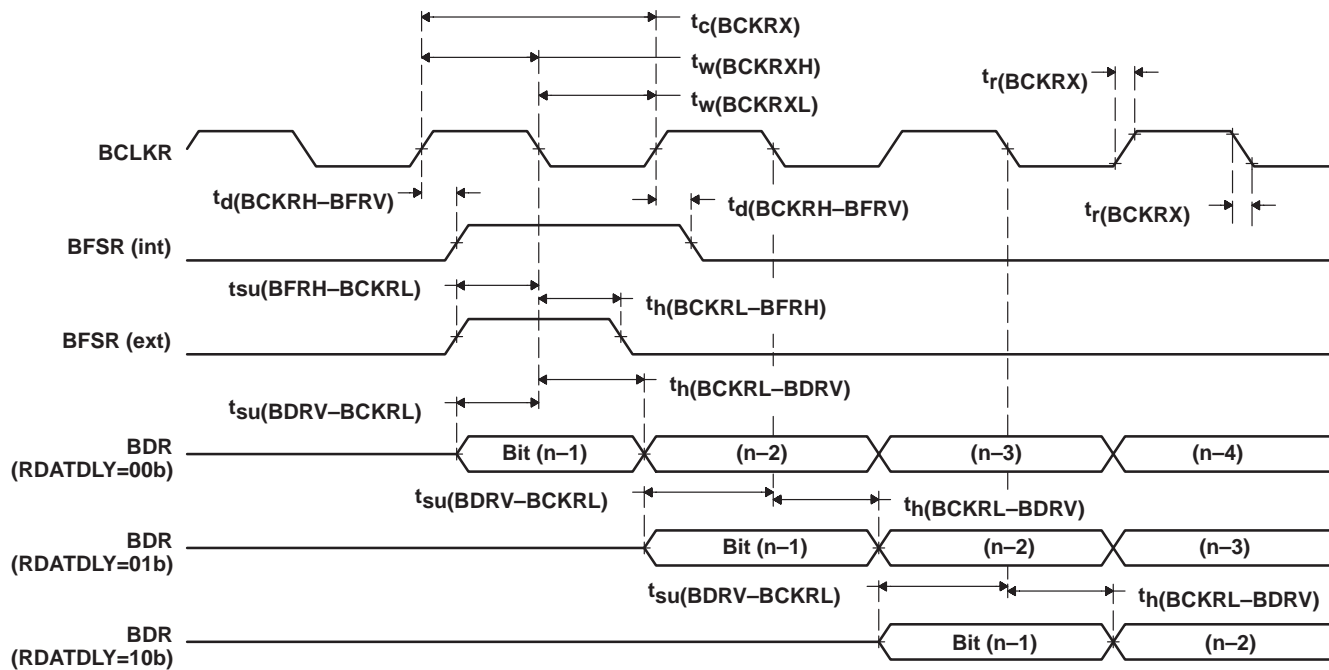 tc(BCKRX)
tw(BCKRXH)
tr(BCKRX)
tw(BCKRXL)
BCLKR
td(BCKRH–BFRV)
td(BCKRH–BFRV)
tr(BCKRX)
BFSR (int)
tsu(BFRH–BCKRL)
th(BCKRL–BFRH)
BFSR (ext)
th(BCKRL–BDRV)
tsu(BDRV–BCKRL)
BDR
(RDATDLY=00b)
Bit (n–1) (n–2) (n–3) (n–4)
tsu(BDRV–BCKRL)
th(BCKRL–BDRV)
BDR
(RDATDLY=01b)
Bit (n–1) (n–2) (n–3)
tsu(BDRV–BCKRL)
th(BCKRL–BDRV)
BDR
(RDATDLY=10b)
Bit (n–1) (n–2)